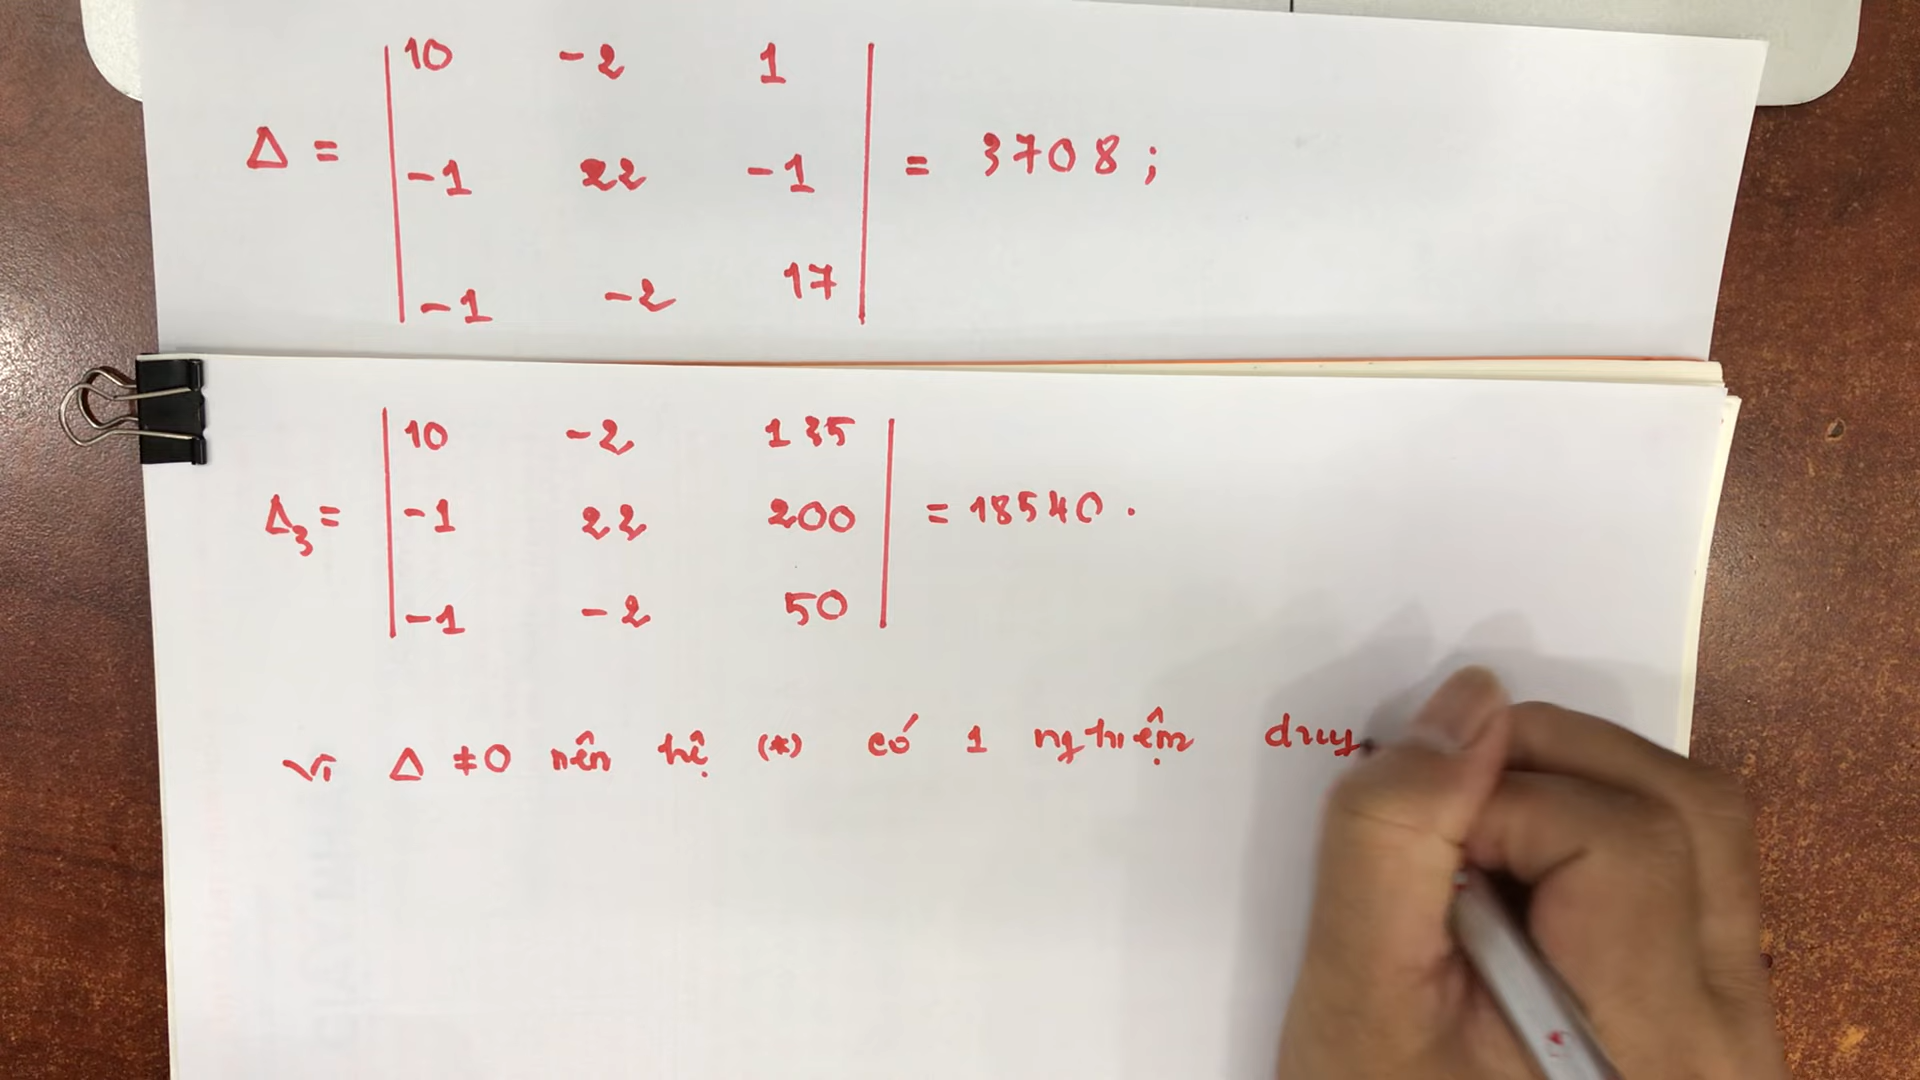 10 -2 1
Δ = -1 22 -1 = 3708 ;
-1 -2 17
10 -2 135
Δ3 = -1 22 200 = 18540 .
-1 -2 50
Vì Δ ≠ 0 nên hệ (*) có 1 nghiệm duy